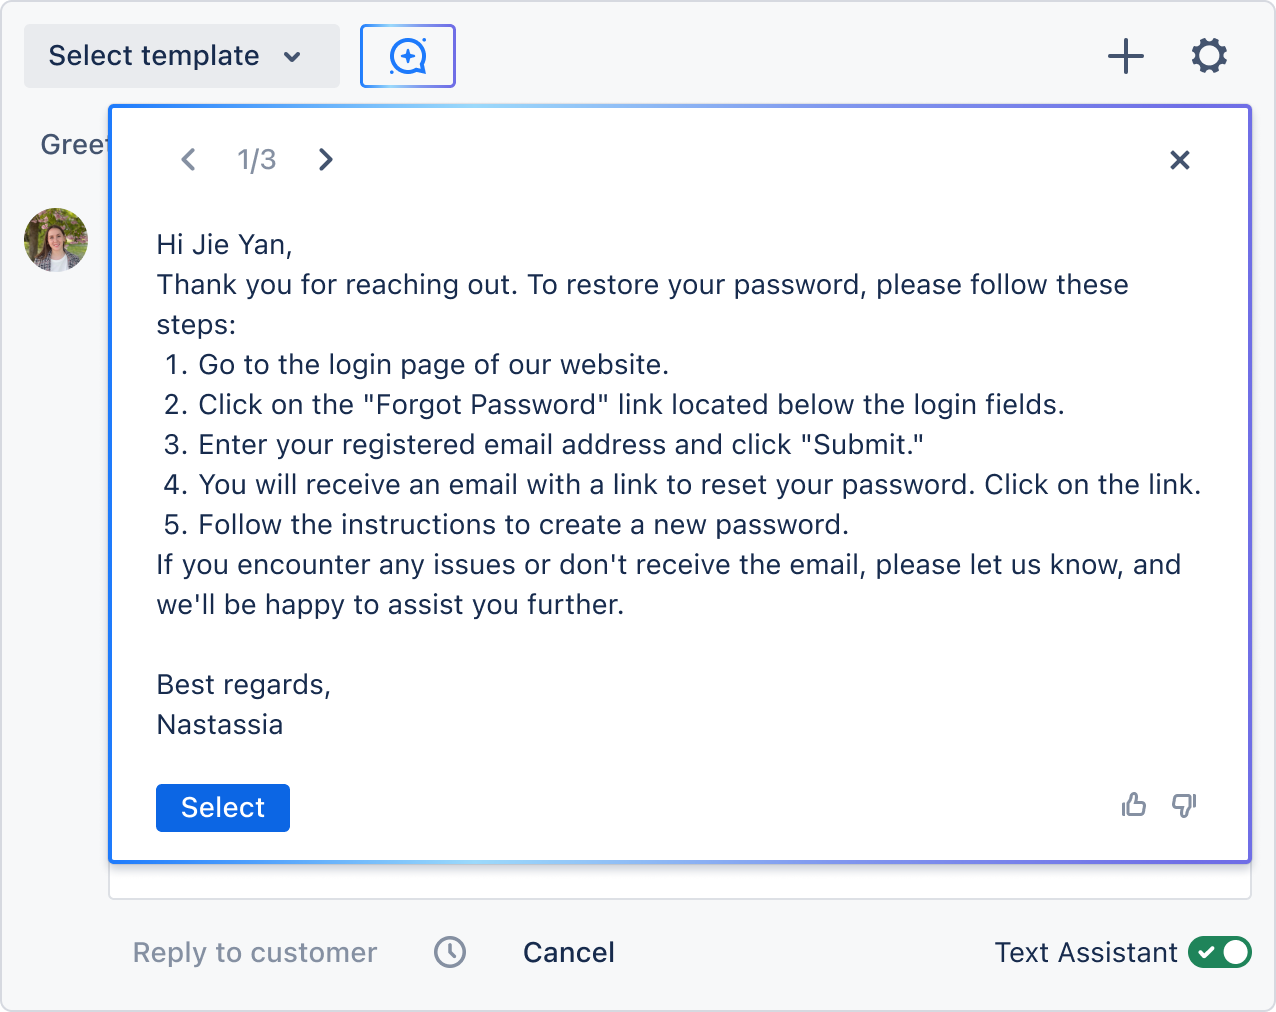 Select template
Greet
1/3
Hi Jie Yan,
Thank you for reaching out. To restore your password, please follow these
steps:
1. Go to the login page of our website.
2. Click on the "Forgot Password" link located below the login fields.
3. Enter your registered email address and click "Submit."
4. You will receive an email with a link to reset your password. Click on the link.
5. Follow the instructions to create a new password.
If you encounter any issues or don't receive the email, please let us know, and
we'll be happy to assist you further.
Best regards,
Nastassia
Select
Reply to customer
Cancel
Text Assistant